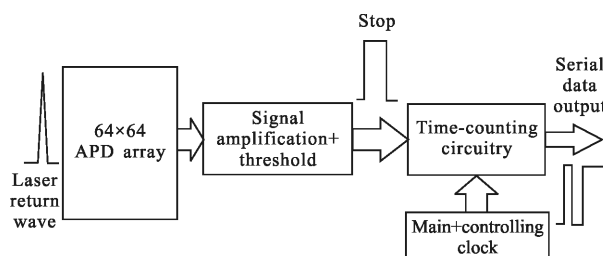 Stop
Serial
data
output
64×64
APD array
Signal
amplification+
threshold
Time-counting
circuitry
Laser
return
wave
Main+controlling
clock